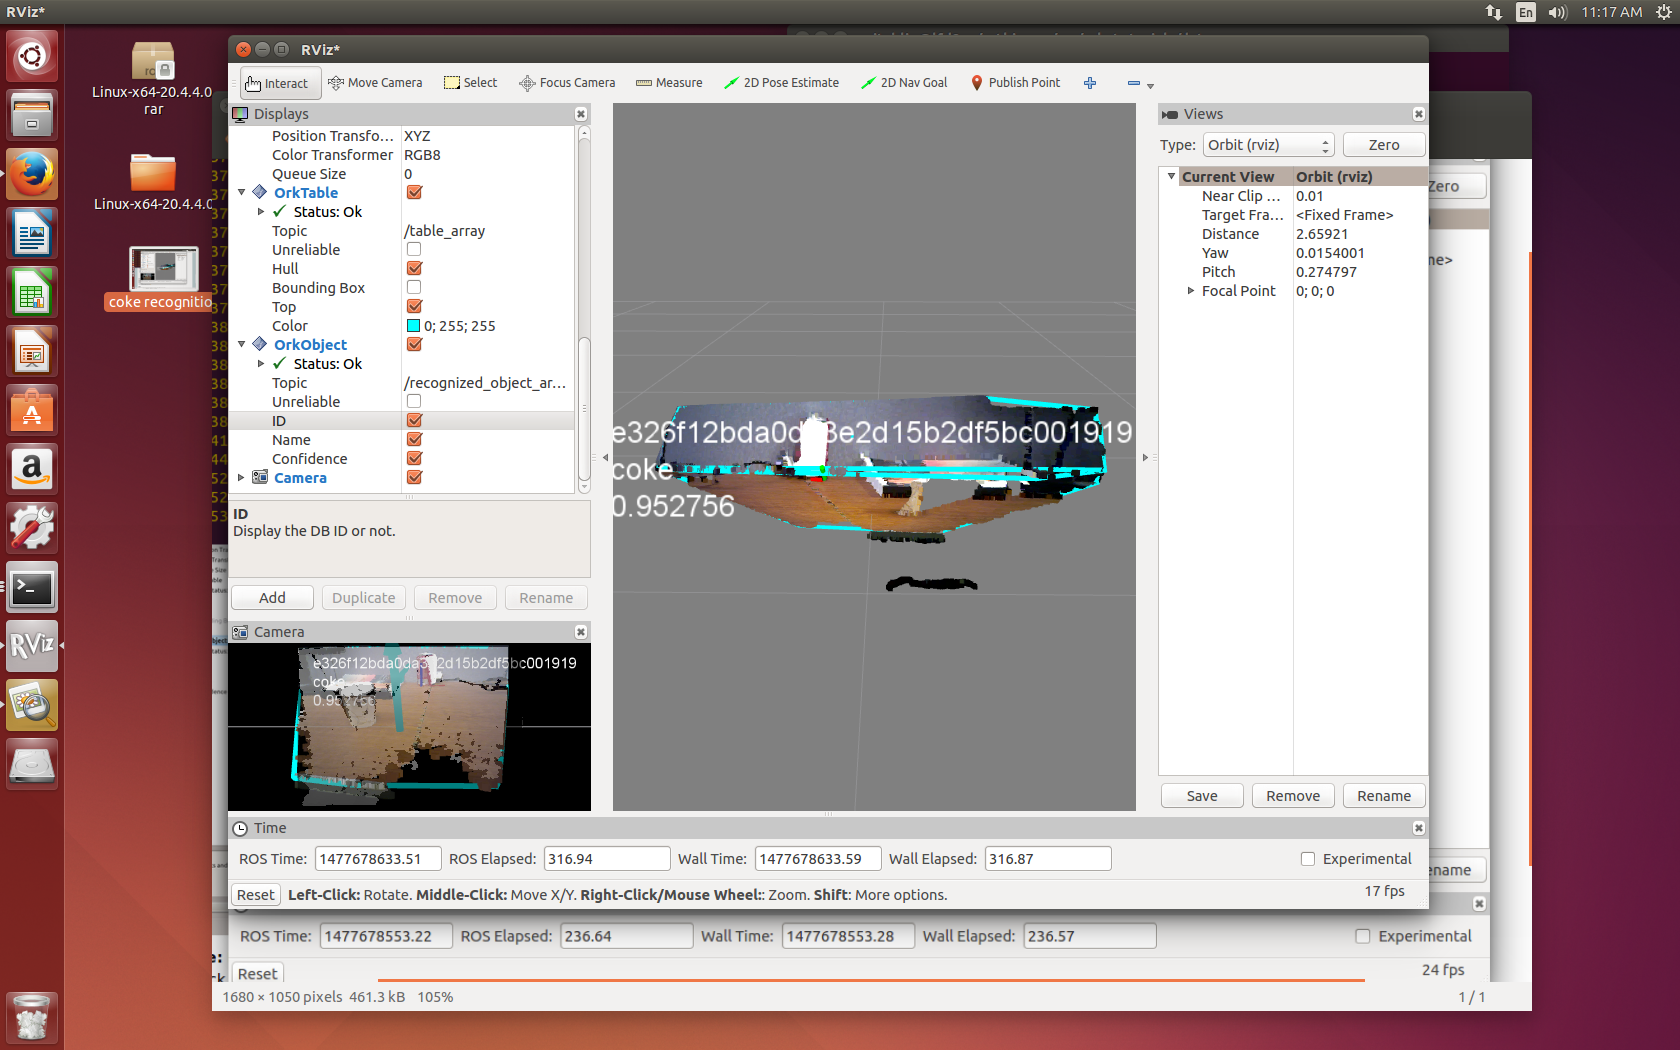 RViz*
En
11:17 AM
Linux-x64-20.4.4.0
rar
Linux-x64-20.4.4.0
coke recognitio
RViz*
Interact
Move Camera
Select
Focus Camera
Measure
2D Pose Estimate
2D Nav Goal
Publish Point
Displays
Position Transfo... XYZ
Color Transformer RGB8
Queue Size 0
OrkTable
Status: Ok
Topic /table_array
Unreliable
Hull
Bounding Box
Top
Color 0; 255; 255
OrkObject
Status: Ok
Topic /recognized_object_ar...
Unreliable
ID
Name
Confidence
Camera
ID
Display the DB ID or not.
Add Duplicate Remove Rename
Camera
coke
e326f12bda0d 3e2d15b2df5bc001919
coke
0.952756
Views
Type: Orbit (rviz) Zero
Current View Orbit (rviz)
Near Clip ... 0.01
Target Fra... <Fixed Frame>
Distance 2.65921
Yaw 0.0154001
Pitch 0.274797
Focal Point 0; 0; 0
Save Remove Rename
Zero
me>
ename
Time
ROS Time: 1477678633.51 ROS Elapsed: 316.94 Wall Time: 1477678633.59 Wall Elapsed: 316.87 Experimental
Reset Left-Click: Rotate. Middle-Click: Move X/Y. Right-Click/Mouse Wheel:: Zoom. Shift: More options. 17 fps
ROS Time: 1477678553.22 ROS Elapsed: 236.64 Wall Time: 1477678553.28 Wall Elapsed: 236.57 Experimental
Reset 24 fps
1680 × 1050 pixels 461.3 kB 105% 1 / 1
RViz